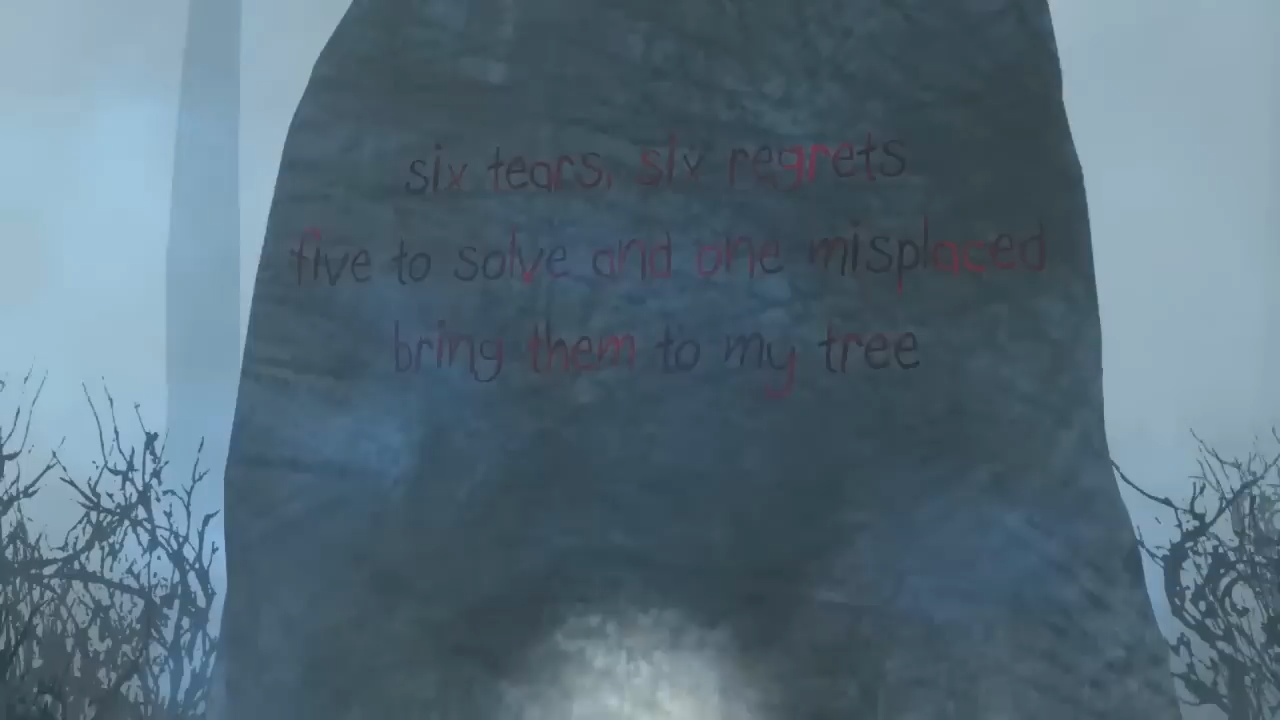 six tears, six regrets
five to solve and one misplaced
bring them to my tree